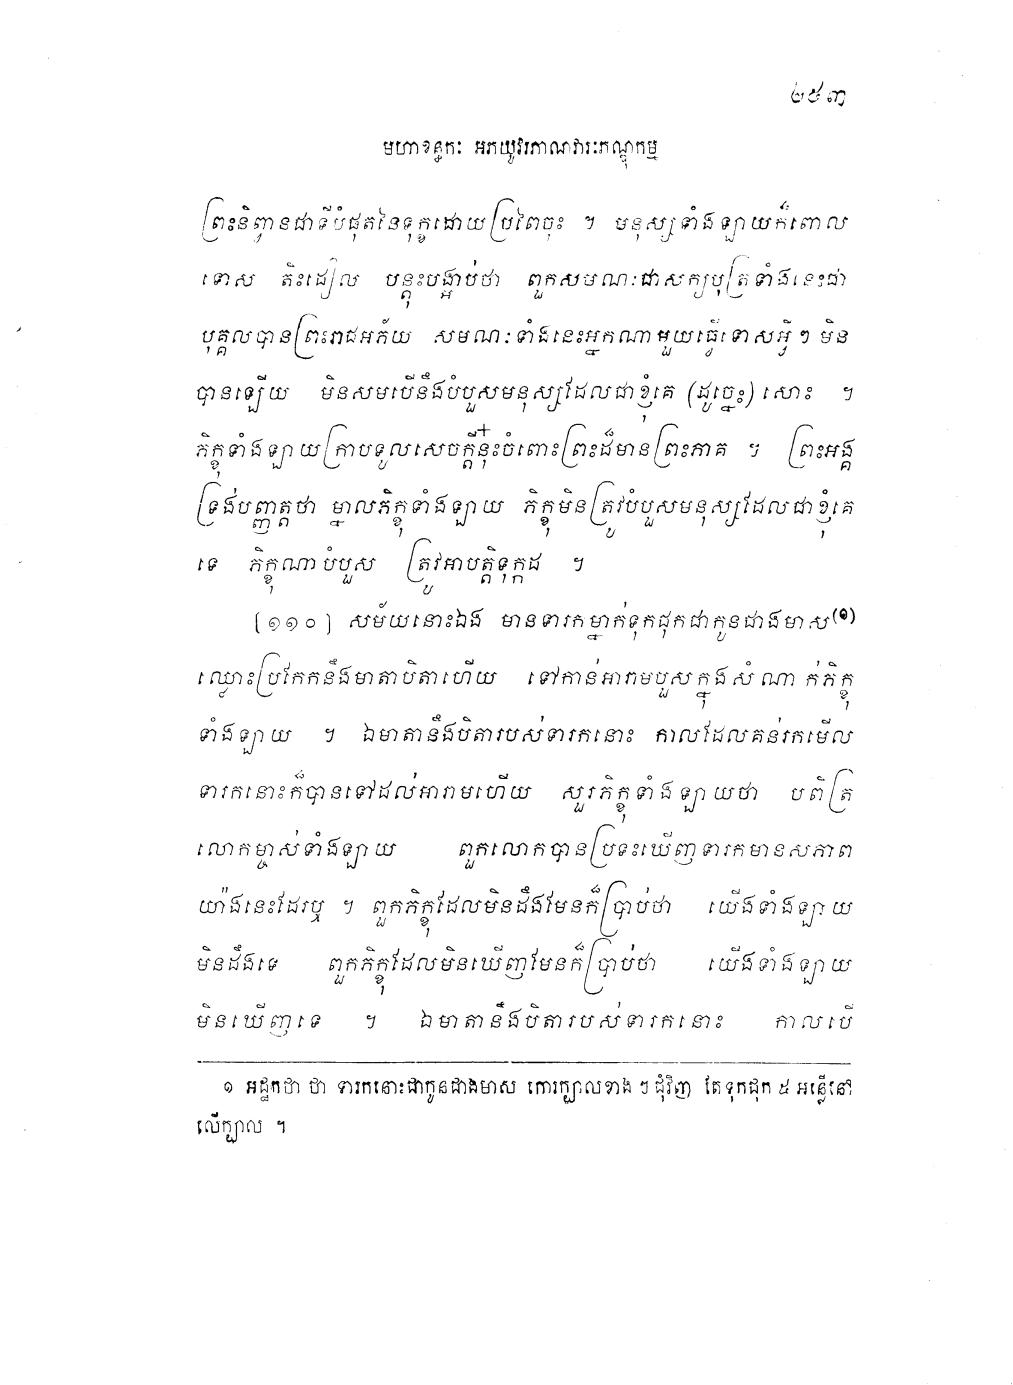 ២៥៣
មហាខន្ធកៈ អភយូវរភាណវារៈភណ្ឌុកម្ម
ព្រះនិព្វានជាទីបំផុតនៃទុក្ខដោយប្រពៃចុះ ។ មនុស្សទាំងឡាយក៏ពោល
ទោស តិះដៀល បន្តុះបង្អាប់ថា ពួកសមណៈជាសក្យបុត្រទាំងនេះជា
បុគ្គលបានព្រះរាជអភ័យ សមណៈទាំងនេះអ្នកណាមួយធ្វើទោសអ្វីៗ មិន
បានឡើយ មិនសមបើនឹងបំបួសមនុស្សដែលជាខ្ញុំគេ (ដូច្នេះ) សោះ ។
ភិក្ខុទាំងឡាយក្រាបទូលសេចក្តីនុ៎ះចំពោះព្រះដ៏មានព្រះភាគ ។ ព្រះអង្គ
ទ្រង់បញ្ញាត្តថា ម្នាលភិក្ខុទាំងឡាយ ភិក្ខុមិនត្រូវបំបួសមនុស្សដែលជាខ្ញុំគេ
ទេ ភិក្ខុណាបំបួស ត្រូវអាបត្តិទុក្កដ ។
[១១០] សម័យនោះឯង មានទារកម្នាក់ទុកជុកជាកូនជាងមាស(១)
ឈ្លោះប្រកែកនឹងមាតាបិតាហើយ ទៅកាន់អារាមបួសក្នុងសំណាក់ភិក្ខុ
ទាំងឡាយ ។ ឯមាតានឹងបិតារបស់ទារកនោះ កាលដែលគន់រកមើល
ទារកនោះក៏បានទៅដល់អារាមហើយ សួរភិក្ខុទាំងឡាយថា បពិត្រ
លោកម្ចាស់ទាំងឡាយ ពួកលោកបានប្រទះឃើញទារកមានសភាព
យ៉ាងនេះដែរឬ ។ ពួកភិក្ខុដែលមិនដឹងមែនក៏ប្រាប់ថា យើងទាំងឡាយ
មិនដឹងទេ ពួកភិក្ខុដែលមិនឃើញមែនក៏ប្រាប់ថា យើងទាំងឡាយ
មិនឃើញទេ ។ ឯមាតានឹងបិតារបស់ទារកនោះ កាលបើ
១ អដ្ឋកថា ថា ទារកនោះជាកូនជាងមាស កោរក្បាលខាងៗជុំវិញ តែទុកជុក ៥ អន្លើនៅ
លើក្បាល ។